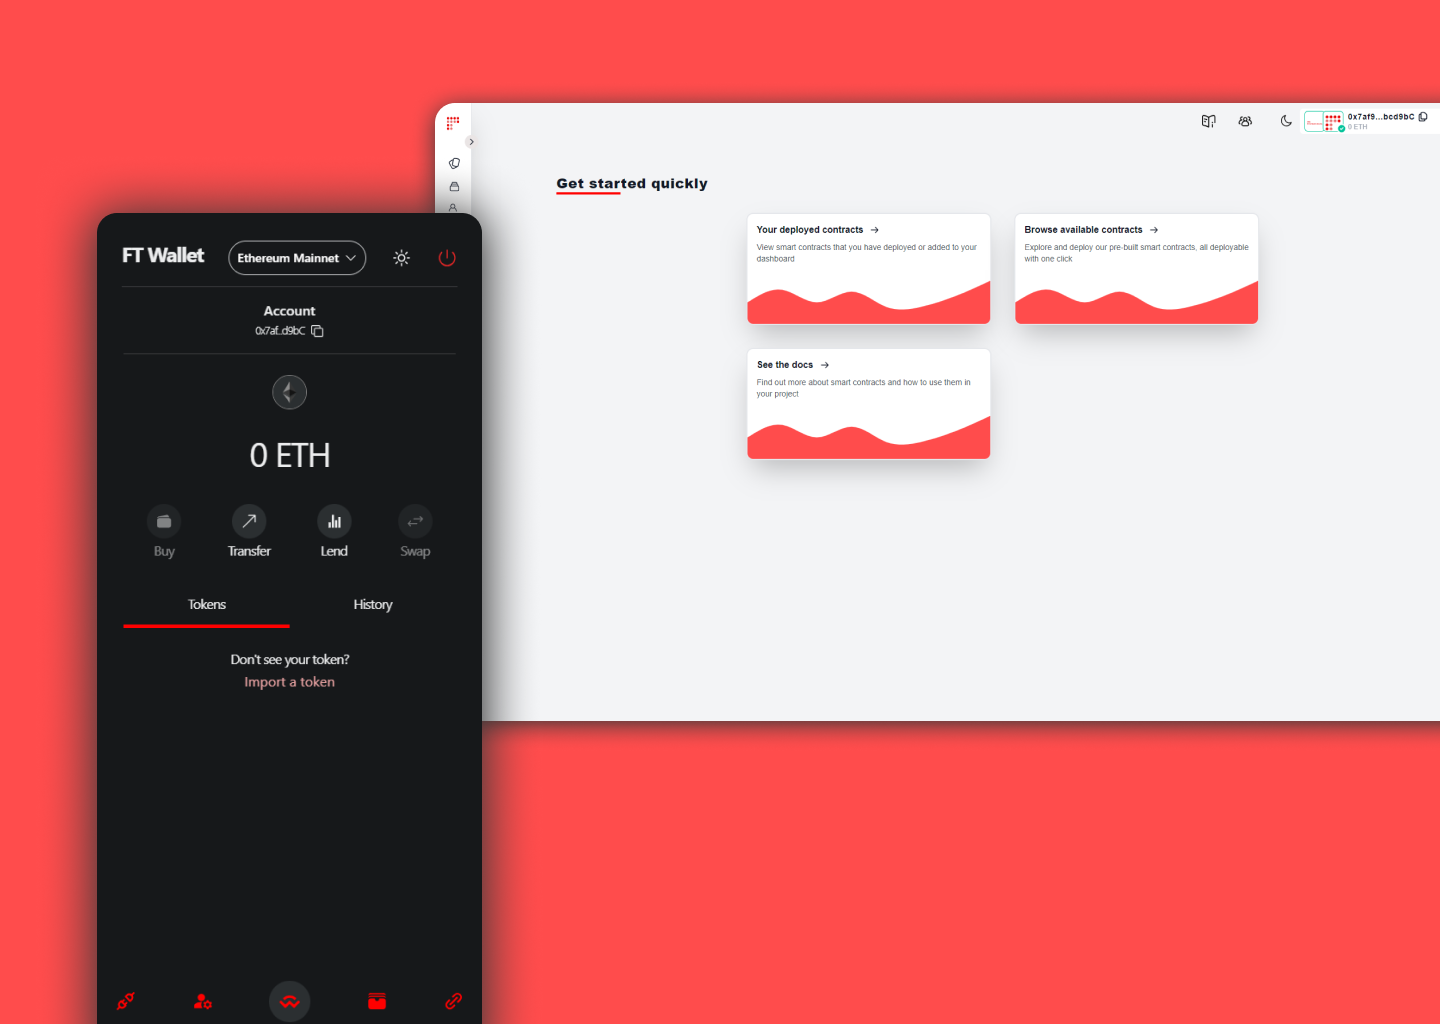 0x7af9...bcd9bC
0 ETH
Get started quickly
Your deployed contracts
View smart contracts that you have deployed or added to your
dashboard
Browse available contracts
Explore and deploy our pre-built smart contracts, all deployable
with one click
See the docs
Find out more about smart contracts and how to use them in
your project
FT Wallet
Ethereum Mainnet
Account
0x7af..d9bC
0 ETH
Buy
Transfer
Lend
Swap
Tokens
History
Don't see your token?
Import a token